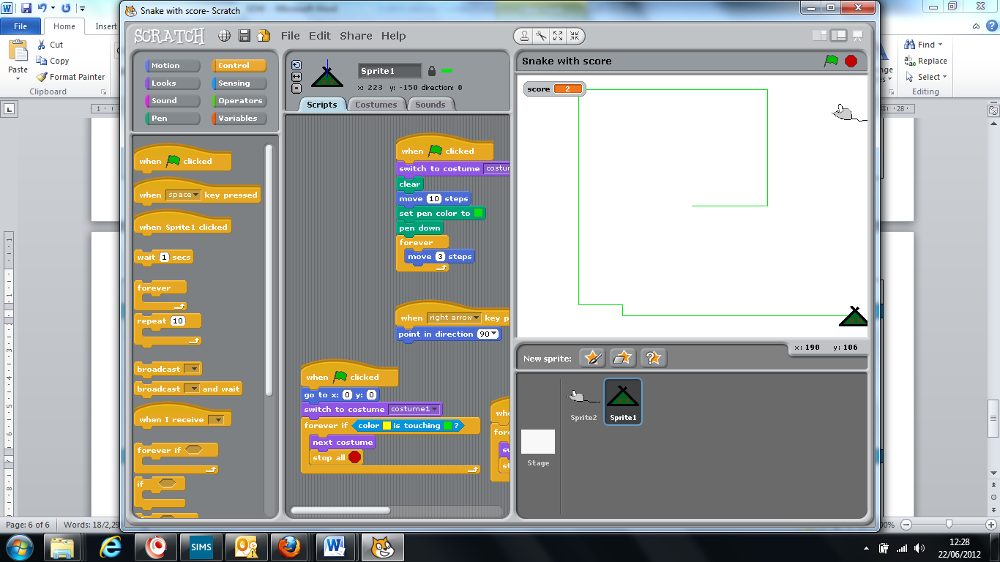 Snake with score- Scratch
File Home Insert
Cut
Copy
Format Painter
Paste
Clipboard
Find
Replace
Select
Editing
SCRATCH File Edit Share Help
Motion Control
Looks Sensing
Sound Operators
Pen Variables
when clicked
when space key pressed
when Sprite1 clicked
wait 1 secs
forever
repeat 10
broadcast
broadcast and wait
when I receive
forever if
if
Sprite1
x: 223 y: -150 direction: 0
Scripts Costumes Sounds
when clicked
switch to costume
clear
move 10 steps
set pen color to
pen down
forever
move 3 steps
when right arrow key p
point in direction 90
when clicked
go to x: 0 y: 0
switch to costume costume1
forever if color is touching ?
next costume
stop all
Snake with score
score 2
x: 190 y: 106
New sprite:
Sprite2 Sprite1
Stage
Page: 6 of 6 Words: 18/2,29
SIMS
12:28
22/06/2012